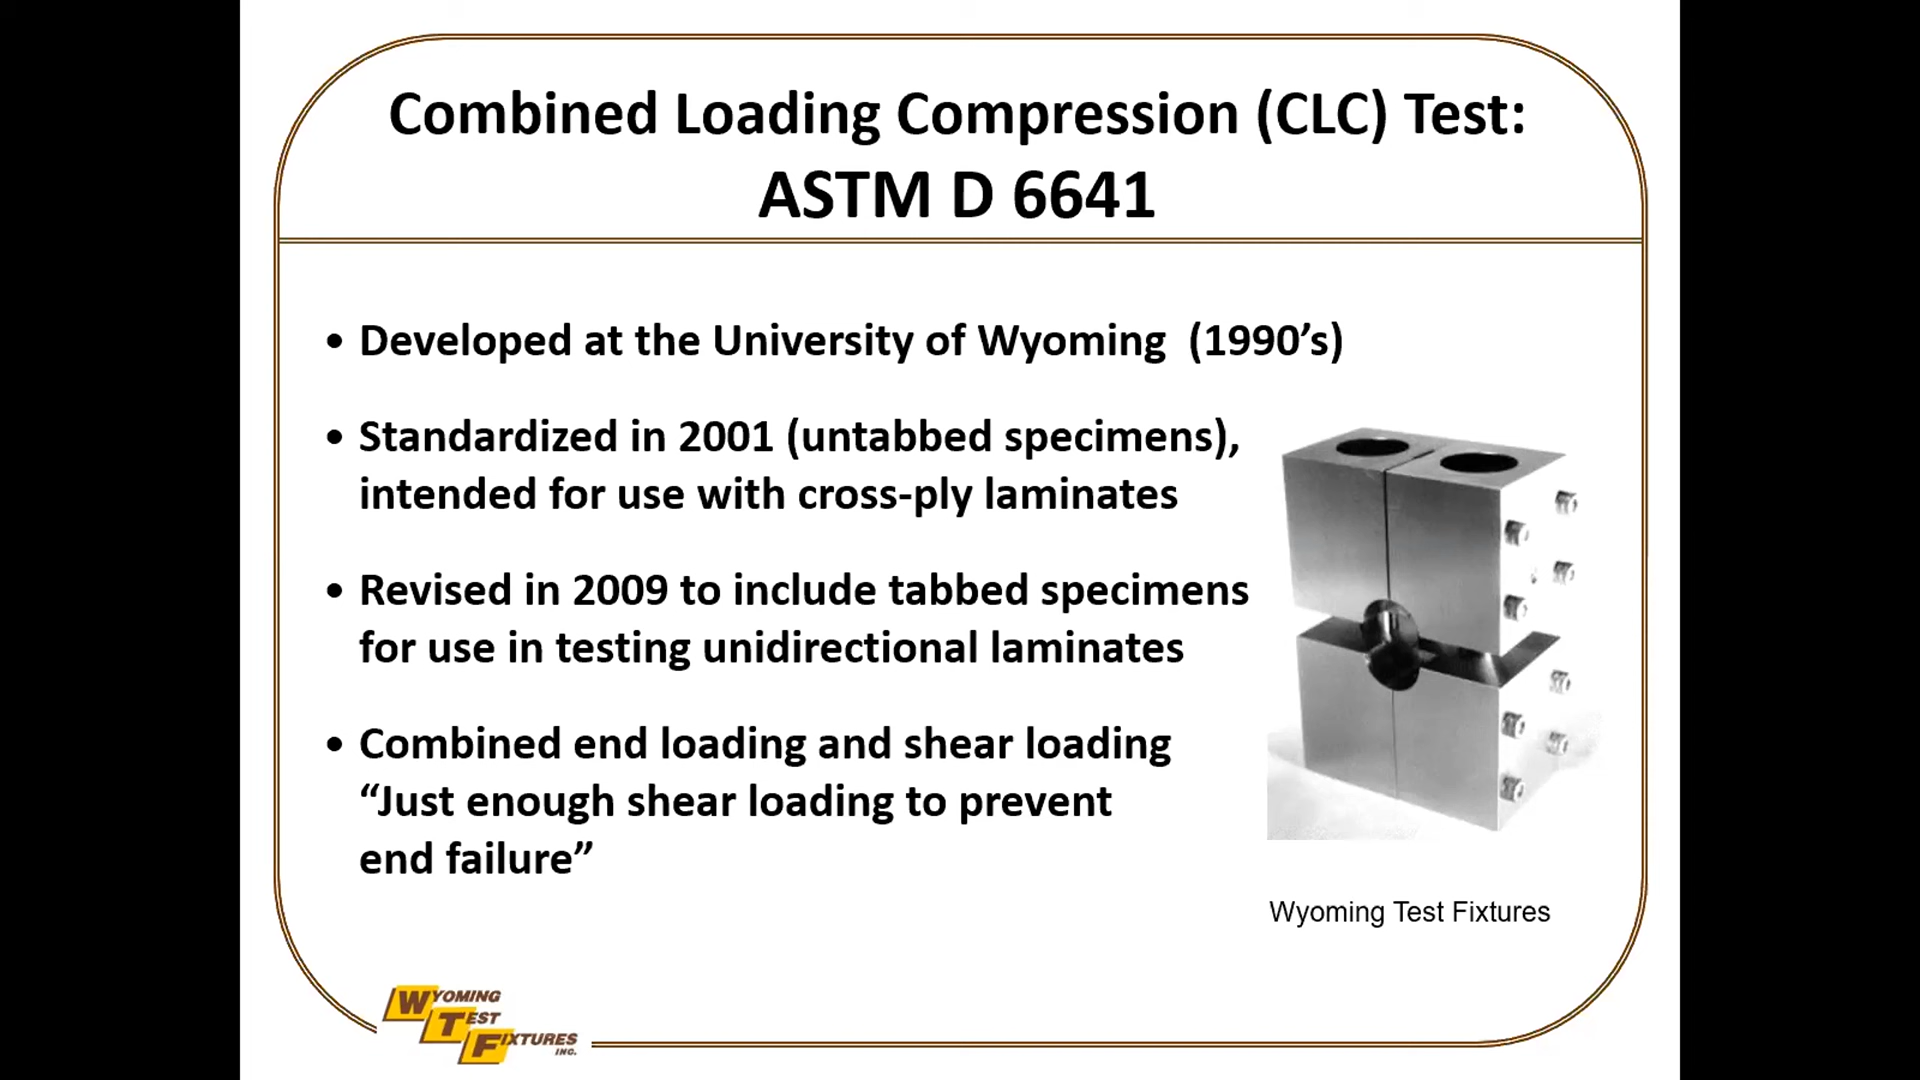 Combined Loading Compression (CLC) Test:
ASTM D 6641
• Developed at the University of Wyoming (1990’s)
• Standardized in 2001 (untabbed specimens),
intended for use with cross-ply laminates
• Revised in 2009 to include tabbed specimens
for use in testing unidirectional laminates
• Combined end loading and shear loading
“Just enough shear loading to prevent
end failure”
Wyoming Test Fixtures
WYOMING
TEST
FIXTURES
INC.